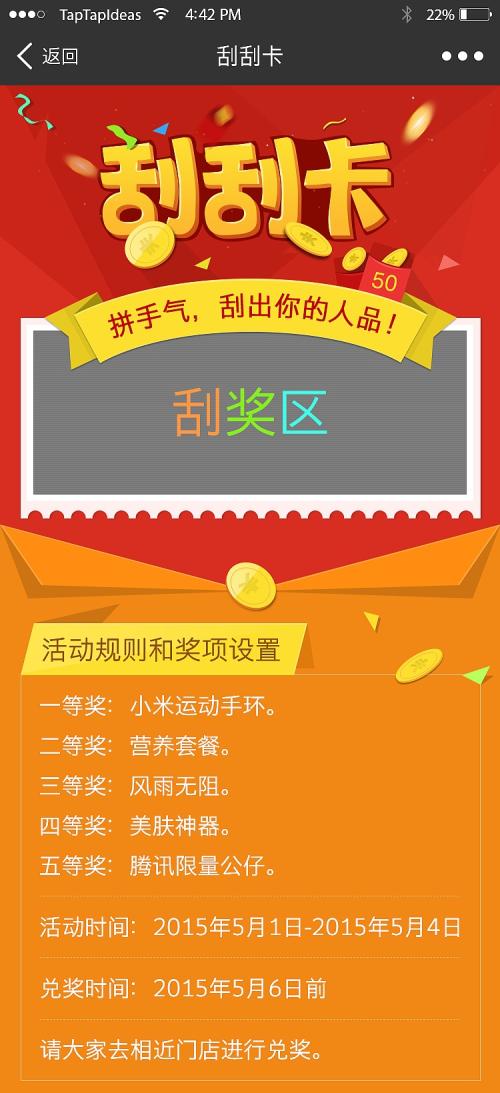 TapTapIdeas 4:42 PM 22%
返回 刮刮卡
刮刮卡
50
拼手气，刮出你的人品！
刮奖区
活动规则和奖项设置
一等奖：小米运动手环。
二等奖：营养套餐。
三等奖：风雨无阻。
四等奖：美肤神器。
五等奖：腾讯限量公仔。
活动时间：2015年5月1日-2015年5月4日
兑奖时间：2015年5月6日前
请大家去相近门店进行兑奖。